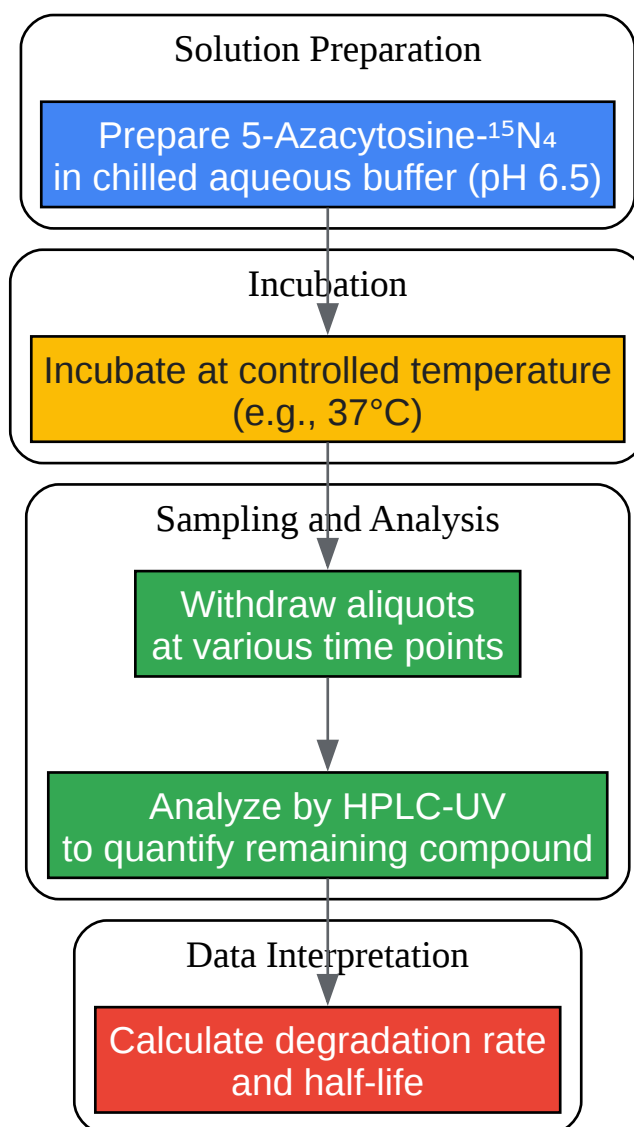 Solution Preparation
Prepare 5-Azacytosine-¹⁵N₄
in chilled aqueous buffer (pH 6.5)
Incubation
Incubate at controlled temperature
(e.g., 37°C)
Sampling and Analysis
Withdraw aliquots
at various time points
Analyze by HPLC-UV
to quantify remaining compound
Data Interpretation
Calculate degradation rate
and half-life